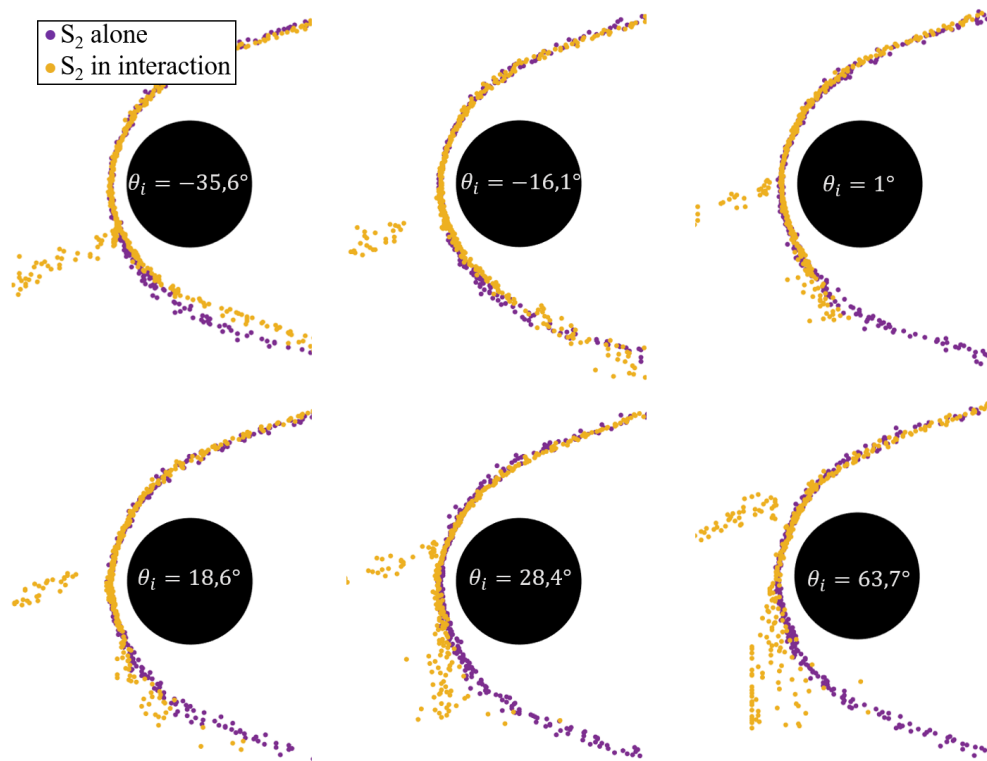 S₂ alone
S₂ in interaction
θᵢ = −35,6°
θᵢ = −16,1°
θᵢ = 1°
θᵢ = 18,6°
θᵢ = 28,4°
θᵢ = 63,7°